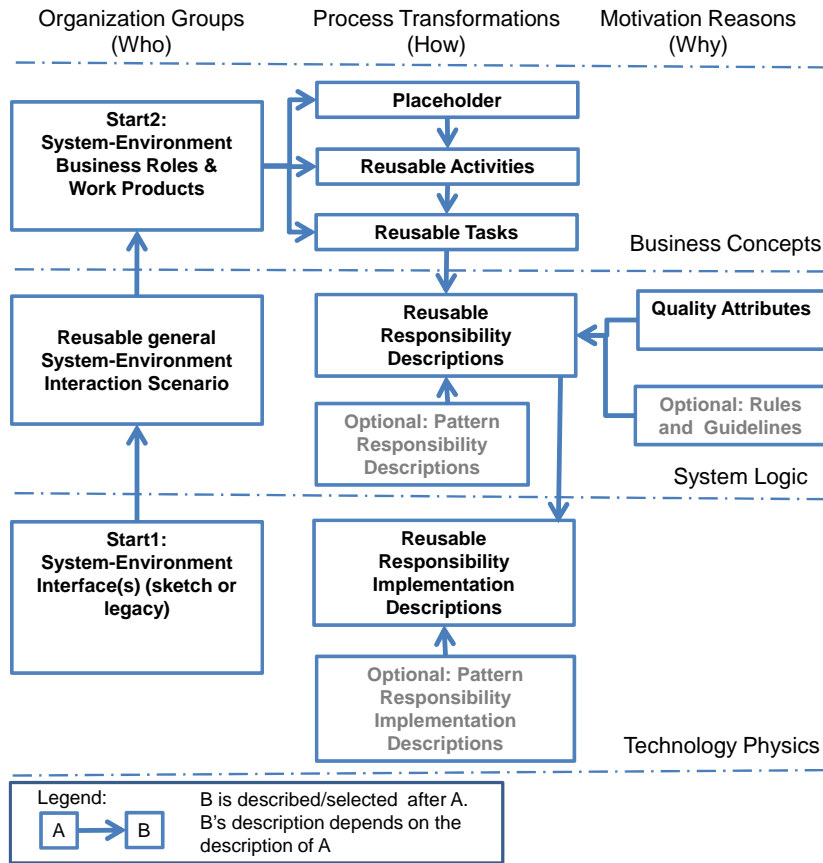 Organization Groups
(Who)
Process Transformations
(How)
Motivation Reasons
(Why)
Start2:
System-Environment
Business Roles &
Work Products
Placeholder
Reusable Activities
Reusable Tasks
Business Concepts
Reusable general
System-Environment
Interaction Scenario
Reusable
Responsibility
Descriptions
Quality Attributes
Optional: Pattern
Responsibility
Descriptions
Optional: Rules
and Guidelines
System Logic
Start1:
System-Environment
Interface(s) (sketch or
legacy)
Reusable
Responsibility
Implementation
Descriptions
Optional: Pattern
Responsibility
Implementation
Descriptions
Technology Physics
Legend:
A
B
B is described/selected after A.
B's description depends on the
description of A